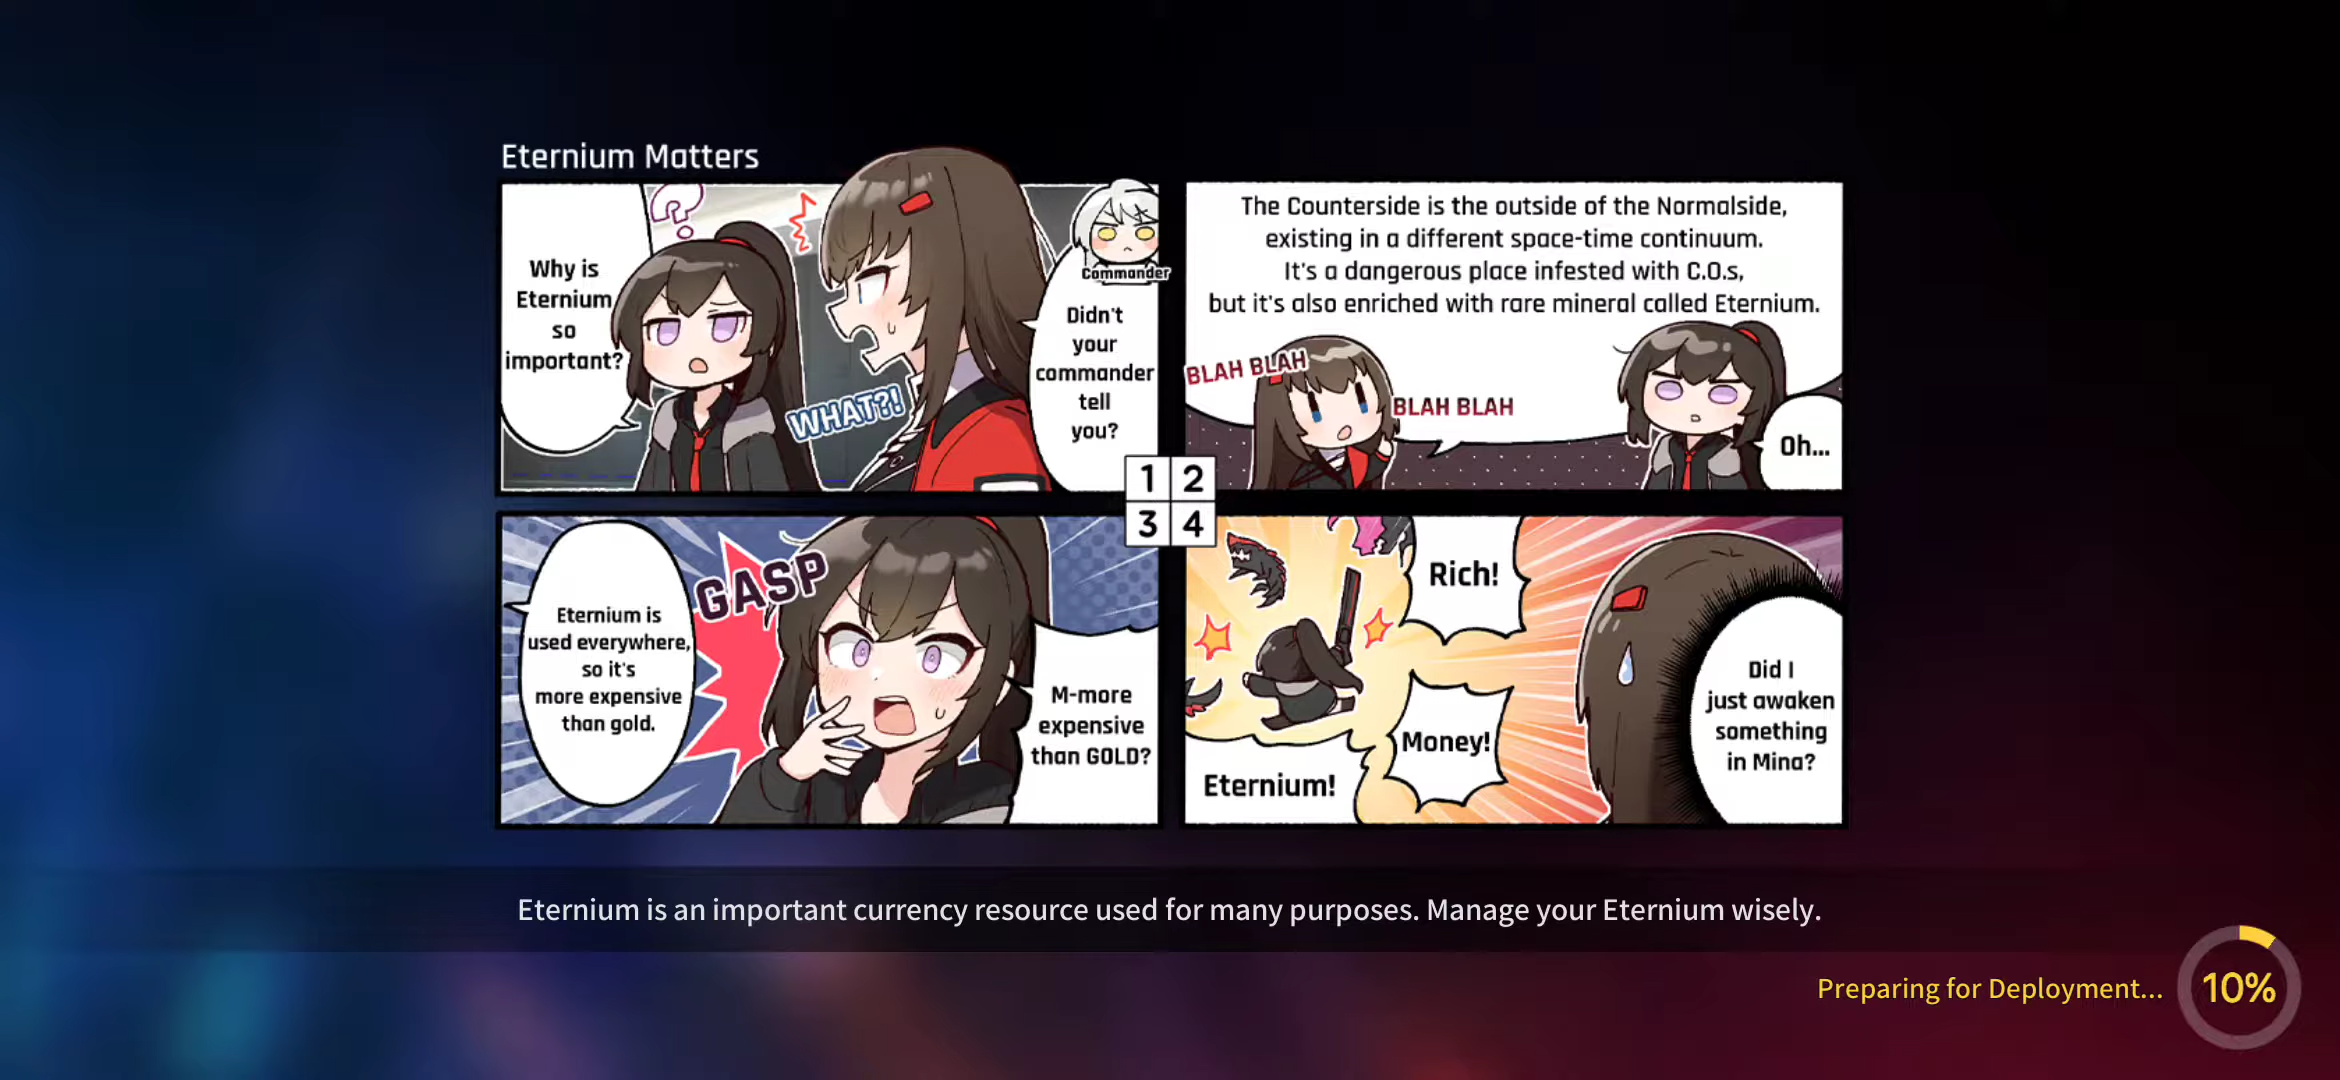 Eternium Matters
Why is
Eternium
so
important?
?
WHAT?!
Commander
Didn't
your
commander
tell
you?
The Counterside is the outside of the Normalside,
existing in a different space-time continuum.
It's a dangerous place infested with C.O.s,
but it's also enriched with rare mineral called Eternium.
BLAH BLAH
BLAH BLAH
Oh...
1 2
3 4
Eternium is
used everywhere,
so it's
more expensive
than gold.
GASP
M-more
expensive
than GOLD?
Rich!
Money!
Eternium!
Did I
just awaken
something
in Mina?
Eternium is an important currency resource used for many purposes. Manage your Eternium wisely.
Preparing for Deployment...
10%